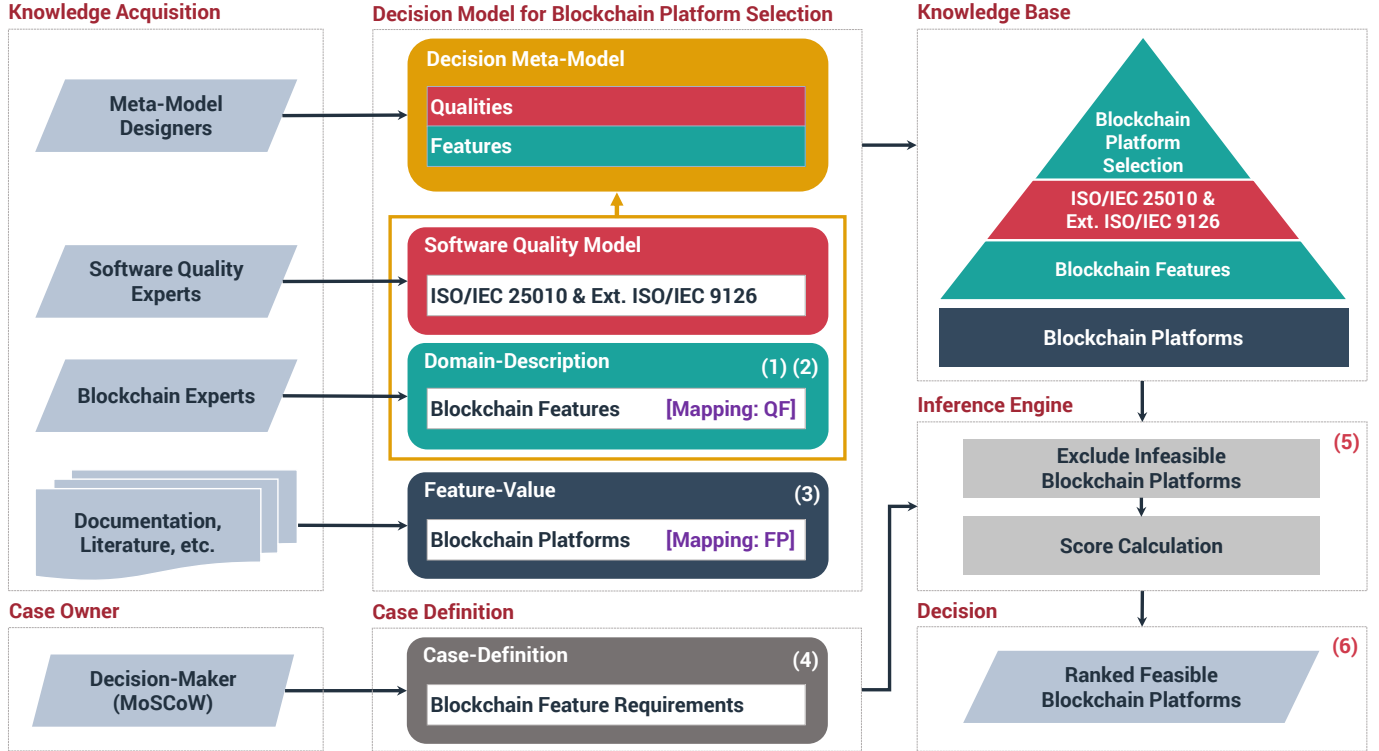 Knowledge Acquisition
Meta-Model
Designers
Software Quality
Experts
Blockchain Experts
Documentation,
Literature, etc.
Case Owner
Decision-Maker
(MoSCoW)
Decision Model for Blockchain Platform Selection
Decision Meta-Model
Qualities
Features
Software Quality Model
ISO/IEC 25010 & Ext. ISO/IEC 9126
Domain-Description (1) (2)
Blockchain Features [Mapping: QF]
Feature-Value (3)
Blockchain Platforms [Mapping: FP]
Case Definition
Case-Definition (4)
Blockchain Feature Requirements
Knowledge Base
Blockchain
Platform
Selection
ISO/IEC 25010 &
Ext. ISO/IEC 9126
Blockchain Features
Blockchain Platforms
Inference Engine
(5)
Exclude Infeasible
Blockchain Platforms
Score Calculation
Decision
(6)
Ranked Feasible
Blockchain Platforms